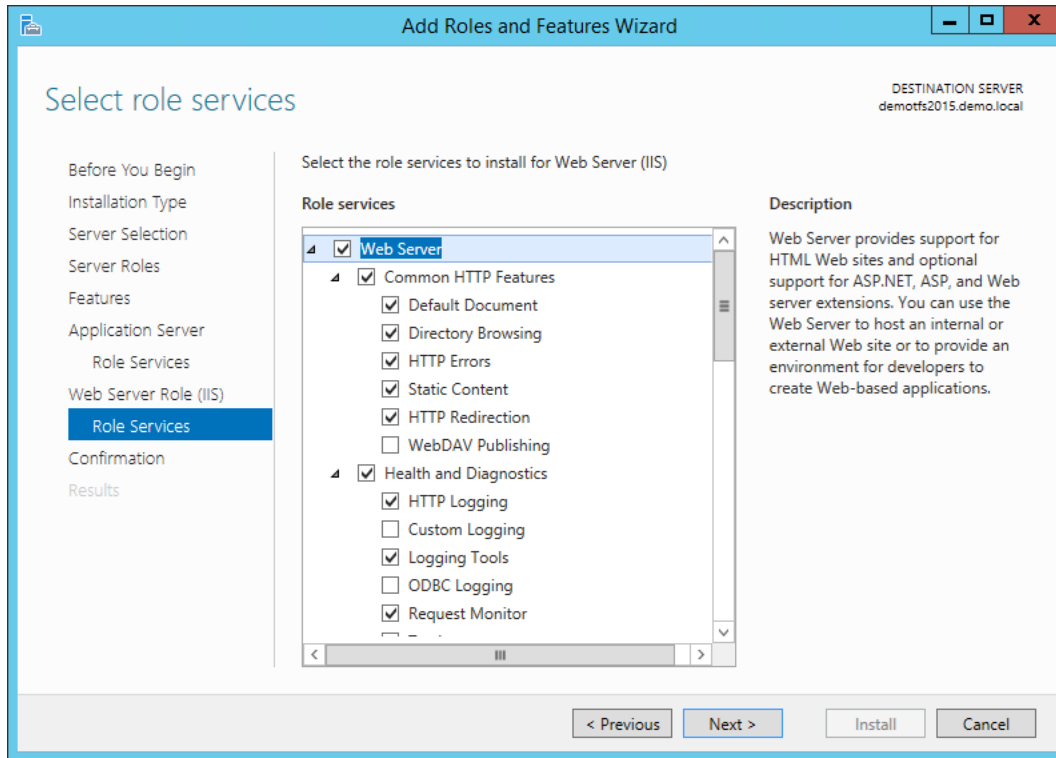 Add Roles and Features Wizard
Select role services
DESTINATION SERVER
demotfs2015.demo.local
Before You Begin
Installation Type
Server Selection
Server Roles
Features
Application Server
Role Services
Web Server Role (IIS)
Role Services
Confirmation
Results
Select the role services to install for Web Server (IIS)
Role services
Web Server
Common HTTP Features
Default Document
Directory Browsing
HTTP Errors
Static Content
HTTP Redirection
WebDAV Publishing
Health and Diagnostics
HTTP Logging
Custom Logging
Logging Tools
ODBC Logging
Request Monitor
Description
Web Server provides support for
HTML Web sites and optional
support for ASP.NET, ASP, and Web
server extensions. You can use the
Web Server to host an internal or
external Web site or to provide an
environment for developers to
create Web-based applications.
< Previous
Next >
Install
Cancel